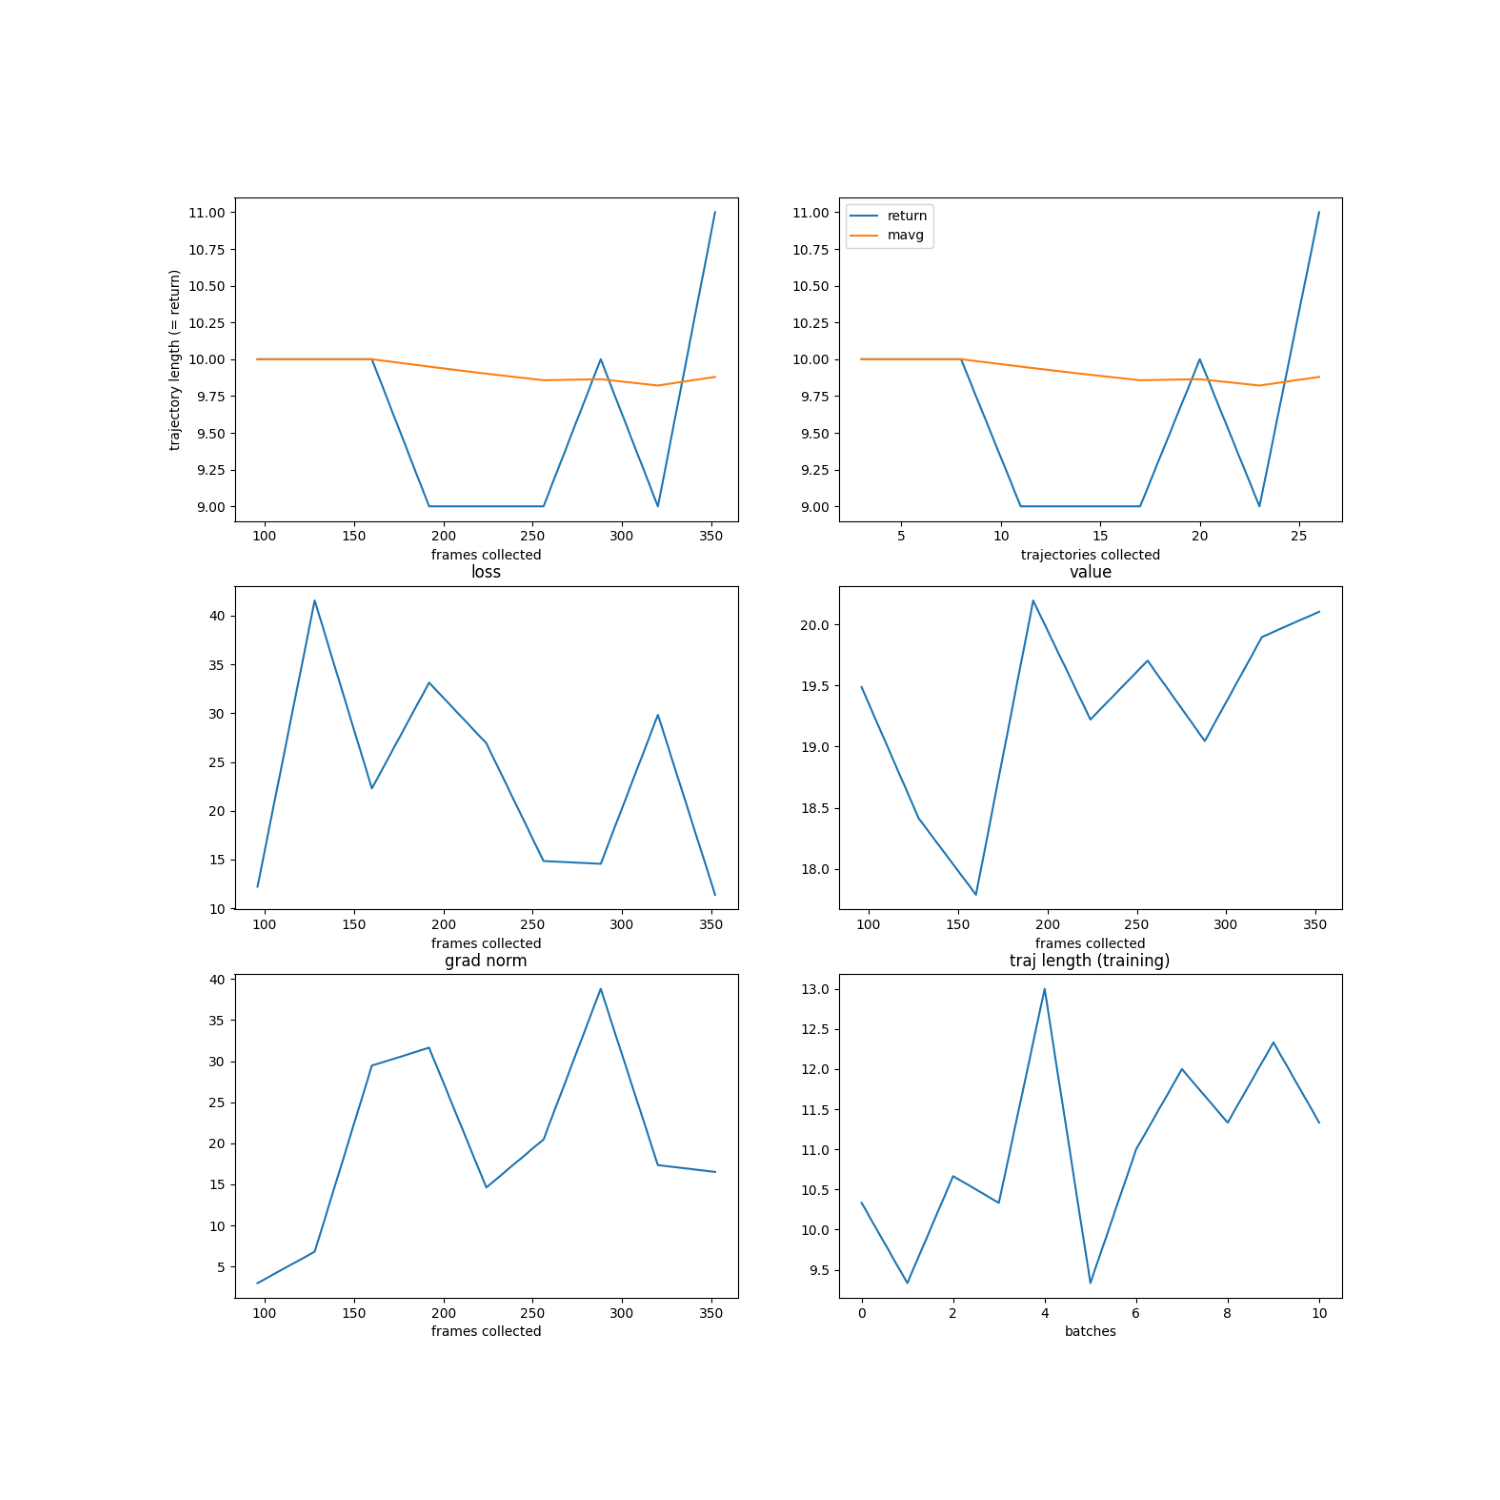 11.00
10.75
10.50
10.25
10.00
9.75
9.50
9.25
9.00
trajectory length (= return)
100 150 200 250 300 350
frames collected
return
mavg
11.00
10.75
10.50
10.25
10.00
9.75
9.50
9.25
9.00
5 10 15 20 25
trajectories collected
loss
40
35
30
25
20
15
10
100 150 200 250 300 350
frames collected
value
20.0
19.5
19.0
18.5
18.0
100 150 200 250 300 350
frames collected
grad norm
40
35
30
25
20
15
10
5
100 150 200 250 300 350
frames collected
traj length (training)
13.0
12.5
12.0
11.5
11.0
10.5
10.0
9.5
0 2 4 6 8 10
batches